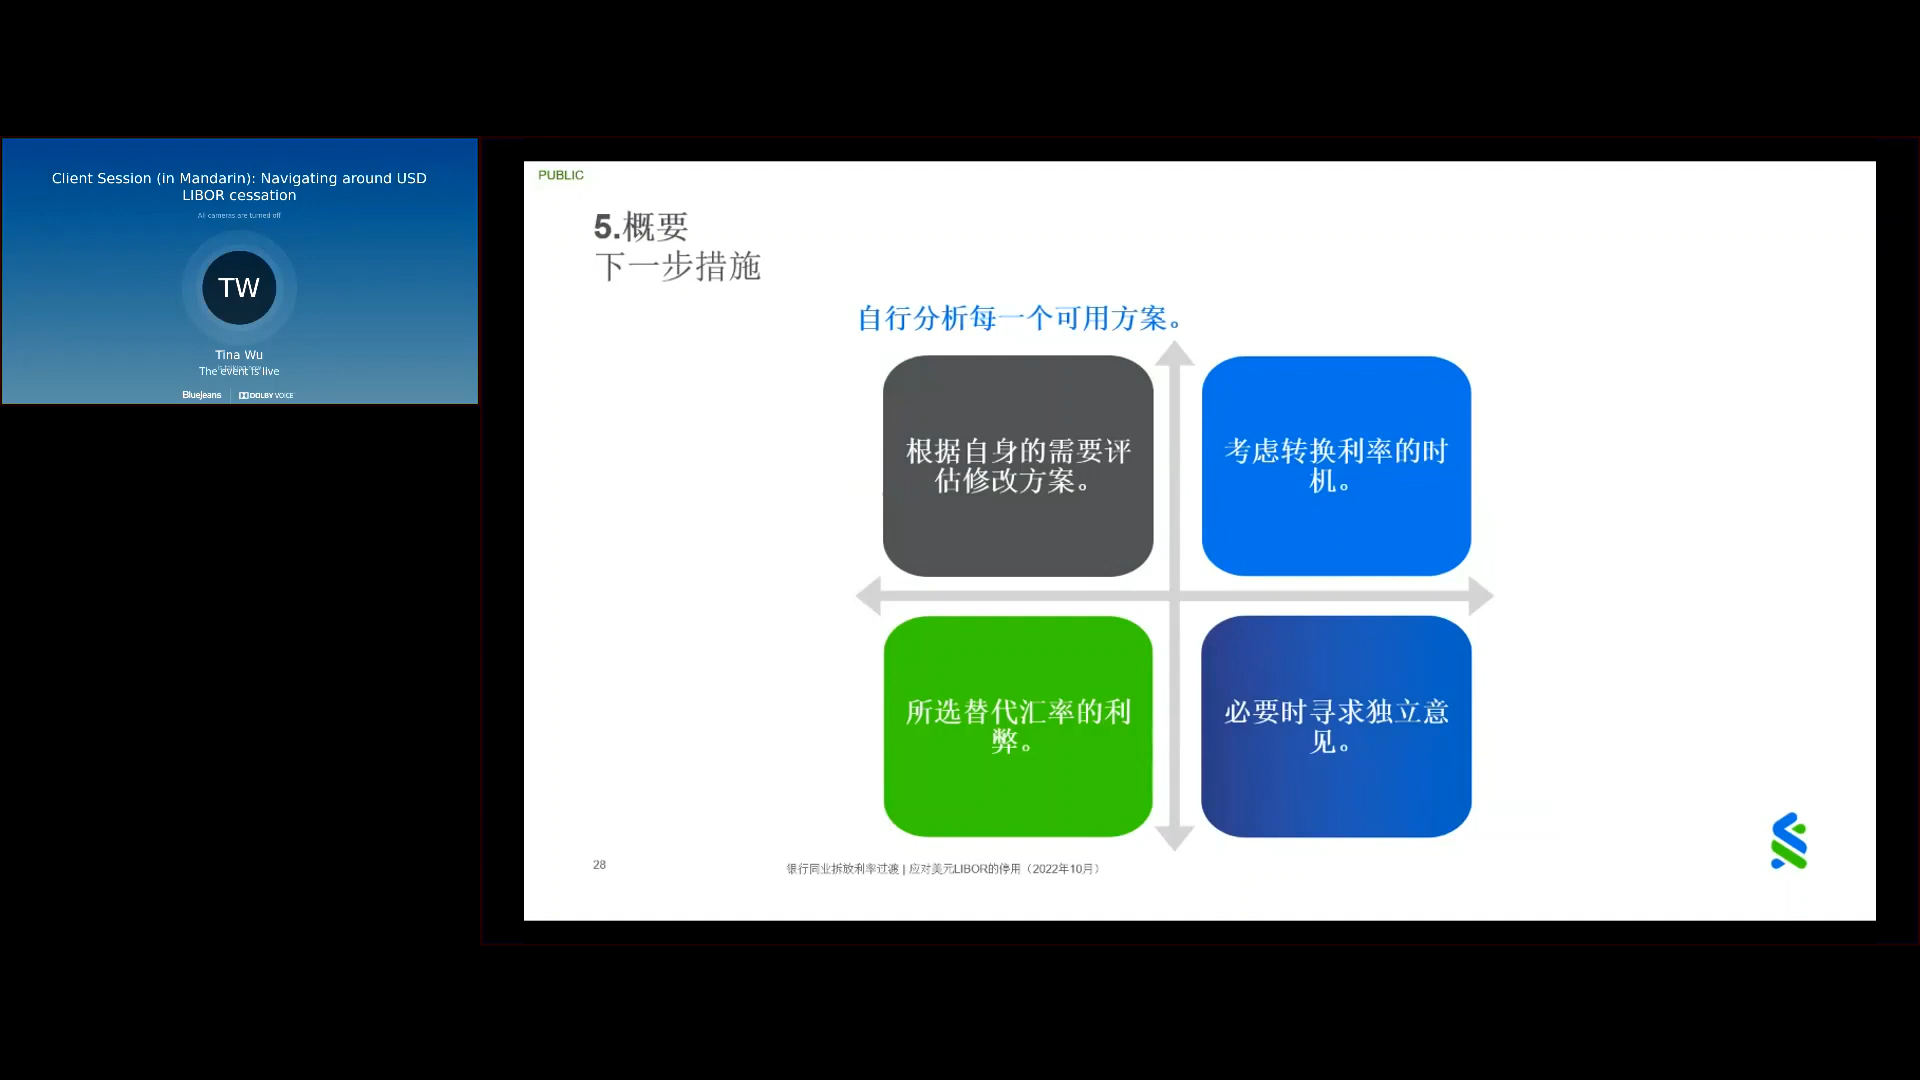 Client Session (in Mandarin): Navigating around USD
LIBOR cessation
All cameras are turned off
TW
Tina Wu
The event is live
BlueJeans
DOLBY VOICE
PUBLIC
5.概要
下一步措施
自行分析每一个可用方案。
根据自身的需要评
估修改方案。
考虑转换利率的时
机。
所选替代汇率的利
弊。
必要时寻求独立意
见。
28
银行同业拆放利率过渡 | 应对美元LIBOR的停用（2022年10月）